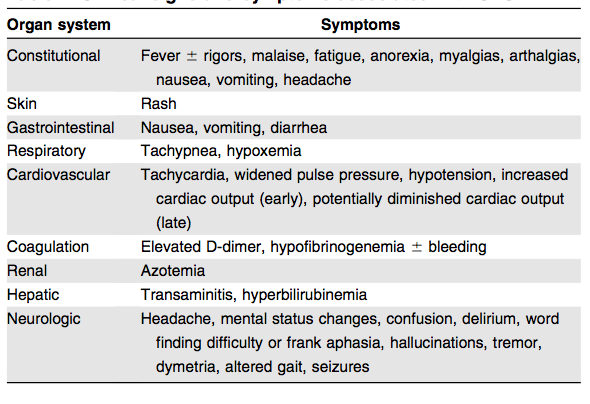 Organ system Symptoms
Constitutional Fever ± rigors, malaise, fatigue, anorexia, myalgias, arthalgias,
nausea, vomiting, headache
Skin Rash
Gastrointestinal Nausea, vomiting, diarrhea
Respiratory Tachypnea, hypoxemia
Cardiovascular Tachycardia, widened pulse pressure, hypotension, increased
cardiac output (early), potentially diminished cardiac output
(late)
Coagulation Elevated D-dimer, hypofibrinogenemia ± bleeding
Renal Azotemia
Hepatic Transaminitis, hyperbilirubinemia
Neurologic Headache, mental status changes, confusion, delirium, word
finding difficulty or frank aphasia, hallucinations, tremor,
dymetria, altered gait, seizures